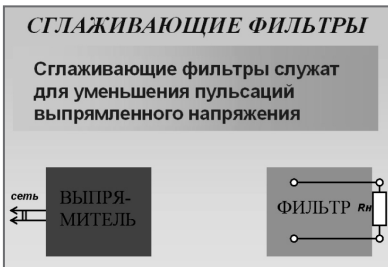 СГЛАЖИВАЮЩИЕ ФИЛЬТРЫ
Сглаживающие фильтры служат
для уменьшения пульсаций
выпрямленного напряжения
сеть
ВЫПРЯ-
МИТЕЛЬ
ФИЛЬТР
Rн